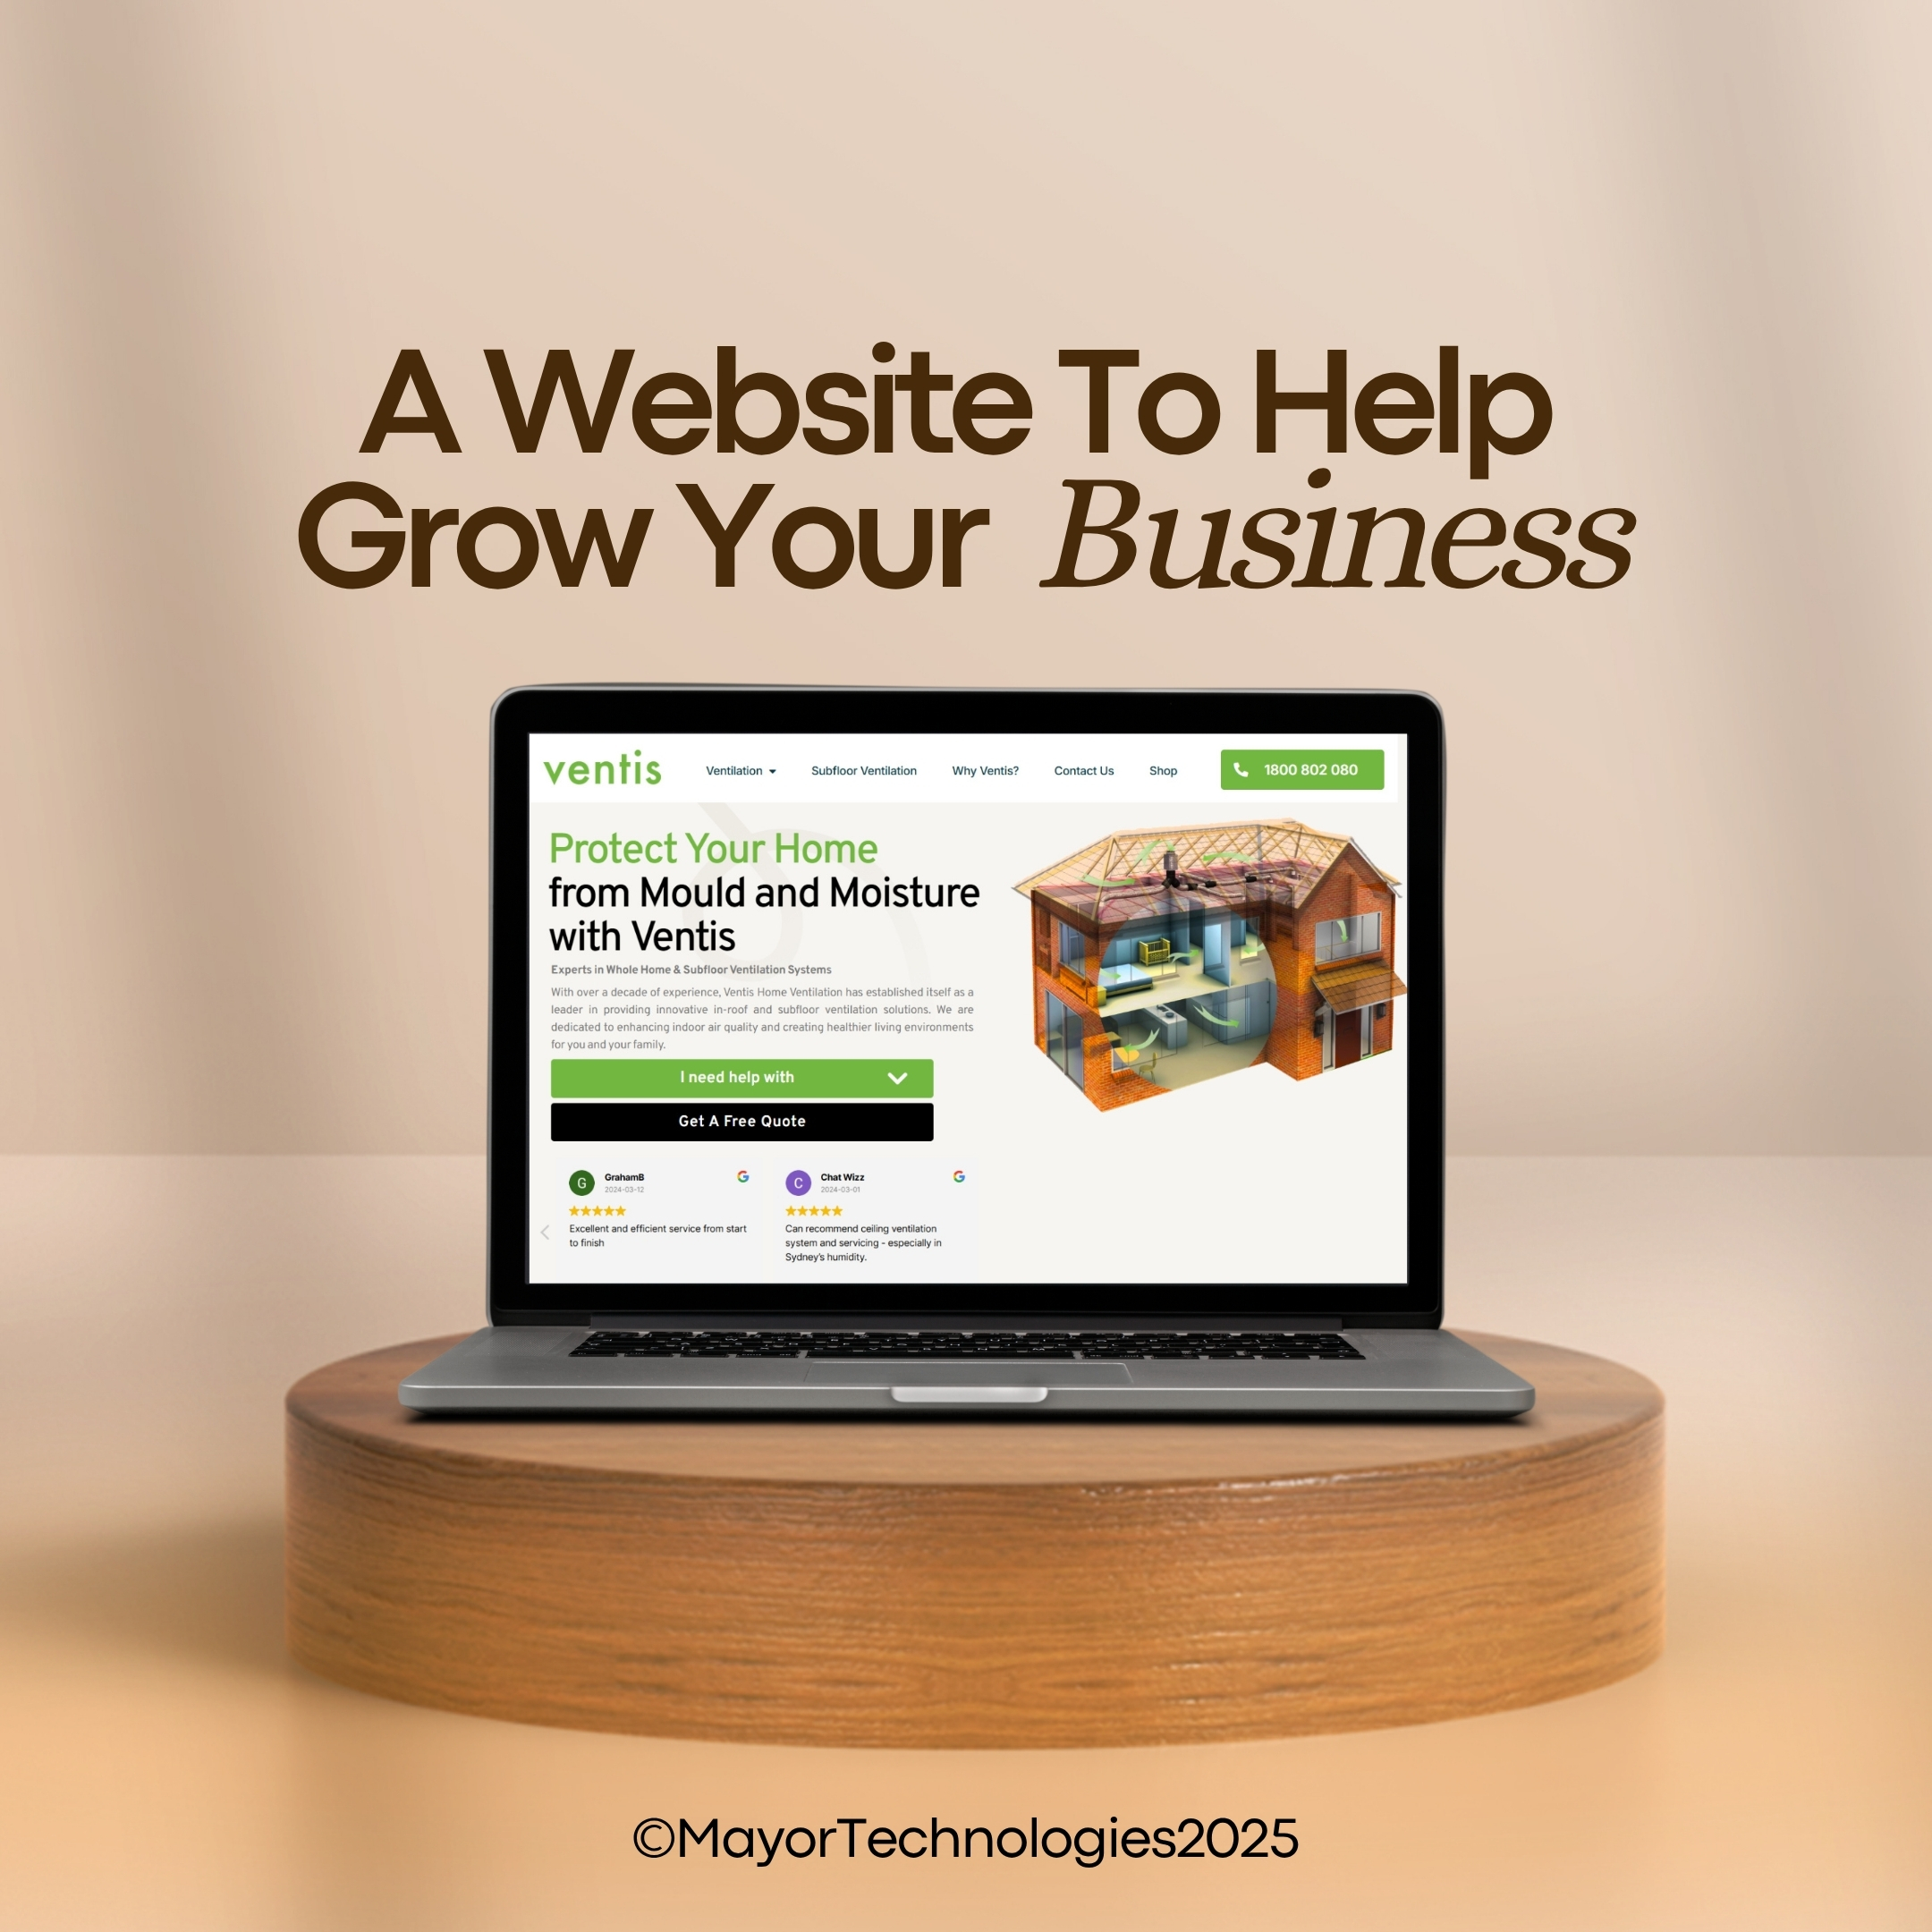 A Website To Help
Grow Your Business
ventis
Ventilation
Subfloor Ventilation
Why Ventis?
Contact Us
Shop
1800 802 080
Protect Your Home
from Mould and Moisture
with Ventis
Experts in Whole Home & Subfloor Ventilation Systems
With over a decade of experience, Ventis Home Ventilation has established itself as a
leader in providing innovative in-roof and subfloor ventilation solutions. We are
dedicated to enhancing indoor air quality and creating healthier living environments
for you and your family.
I need help with
Get A Free Quote
G
GrahamB
2024-03-12
Excellent and efficient service from start
to finish
C
Chat Wizz
2024-03-01
Can recommend ceiling ventilation
system and servicing - especially in
Sydney's humidity.
©MayorTechnologies2025